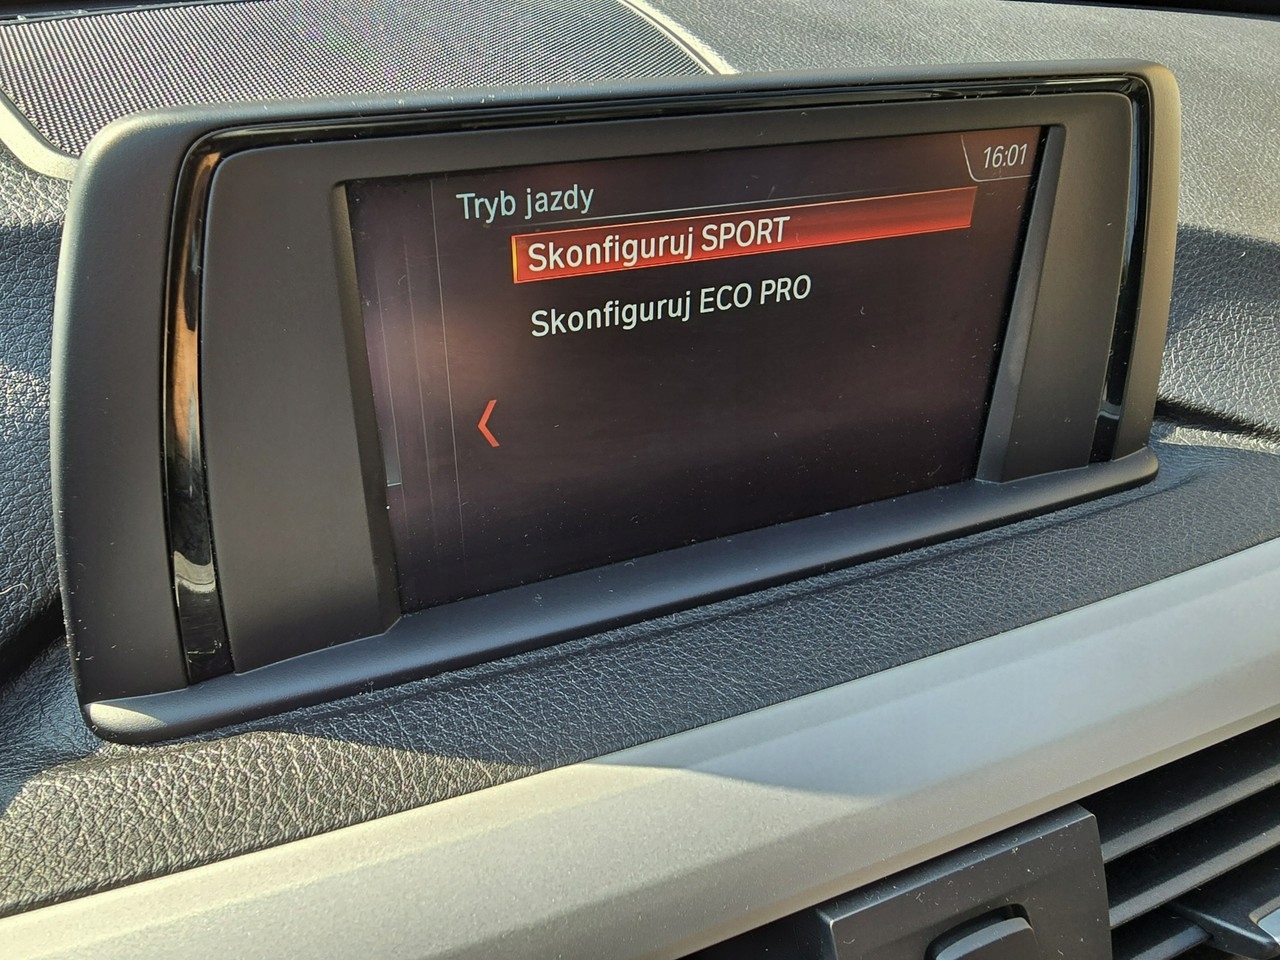 16:01
Tryb jazdy
Skonfiguruj SPORT
Skonfiguruj ECO PRO